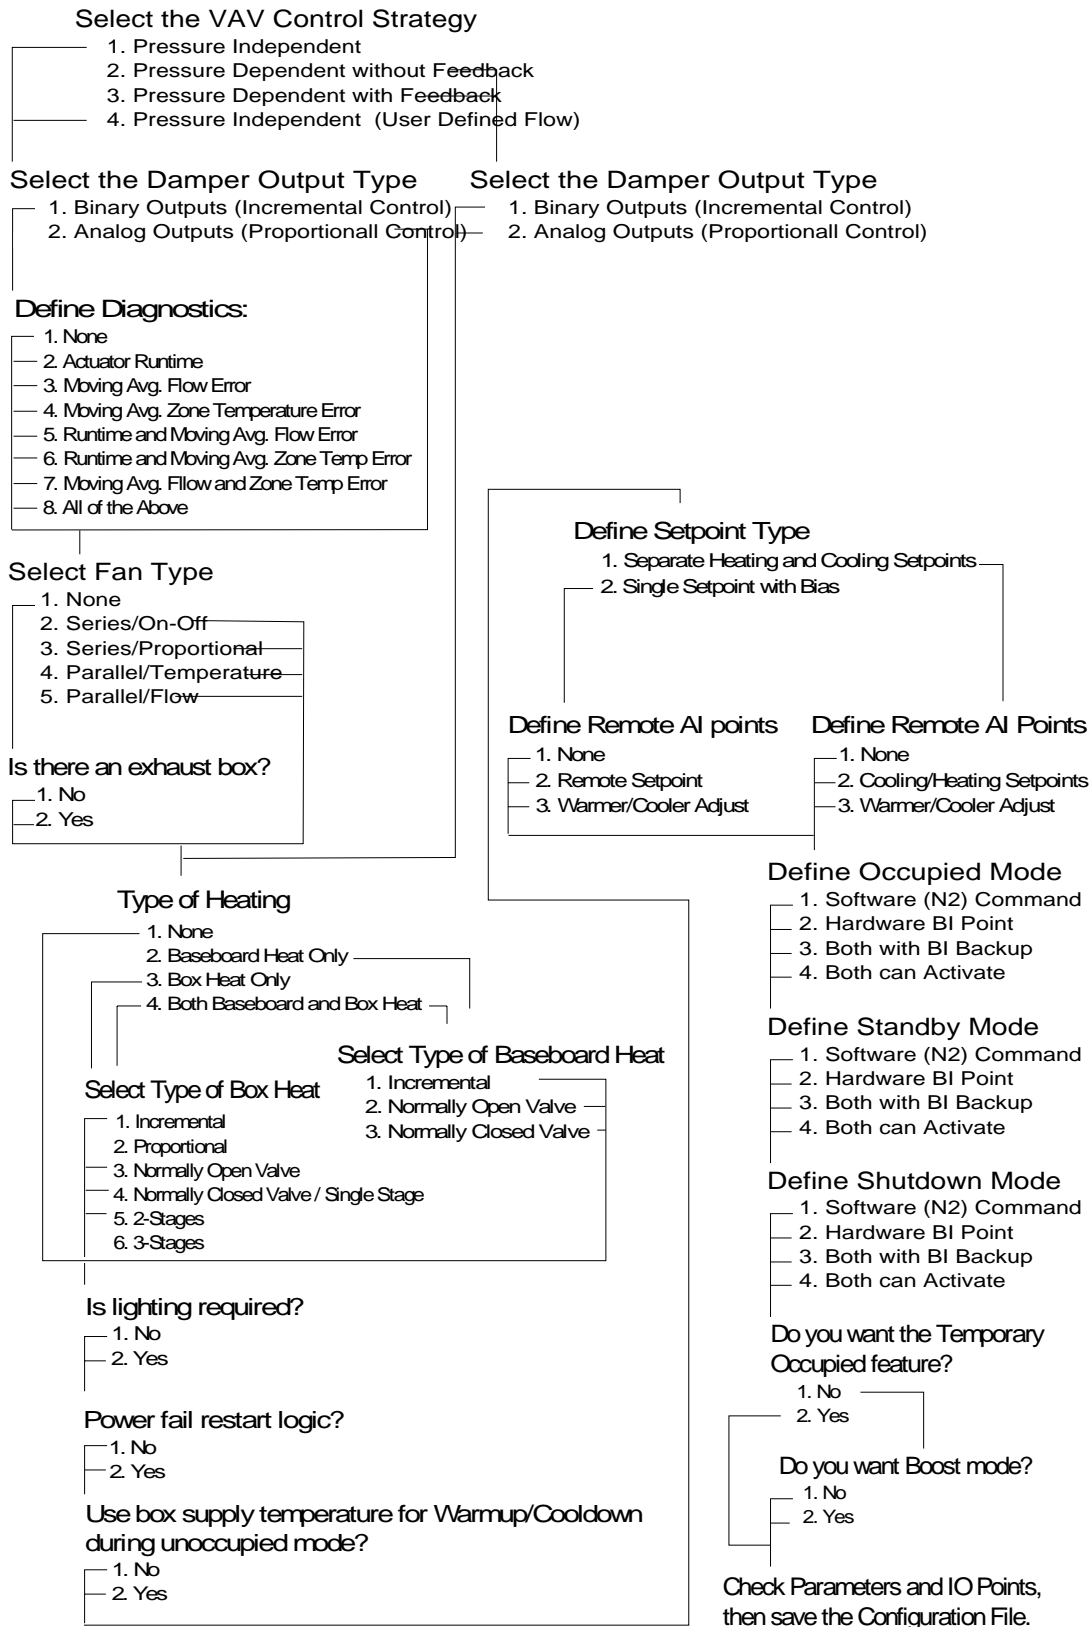 Select the VAV Control Strategy
1. Pressure Independent
2. Pressure Dependent without Feedback
3. Pressure Dependent with Feedback
4. Pressure Independent (User Defined Flow)
Select the Damper Output Type
1. Binary Outputs (Incremental Control)
2. Analog Outputs (Proportionall Control)
Select the Damper Output Type
1. Binary Outputs (Incremental Control)
2. Analog Outputs (Proportionall Control)
Define Diagnostics:
1. None
2. Actuator Runtime
3. Moving Avg. Flow Error
4. Moving Avg. Zone Temperature Error
5. Runtime and Moving Avg. Flow Error
6. Runtime and Moving Avg. Zone Temp Error
7. Moving Avg. Fllow and Zone Temp Error
8. All of the Above
Select Fan Type
1. None
2. Series/On-Off
3. Series/Proportional
4. Parallel/Temperature
5. Parallel/Flow
Is there an exhaust box?
1. No
2. Yes
Type of Heating
1. None
2. Baseboard Heat Only
3. Box Heat Only
4. Both Baseboard and Box Heat
Select Type of Baseboard Heat
1. Incremental
2. Normally Open Valve
3. Normally Closed Valve
Select Type of Box Heat
1. Incremental
2. Proportional
3. Normally Open Valve
4. Normally Closed Valve / Single Stage
5. 2-Stages
6. 3-Stages
Is lighting required?
1. No
2. Yes
Power fail restart logic?
1. No
2. Yes
Use box supply temperature for Warmup/Cooldown
during unoccupied mode?
1. No
2. Yes
Define Setpoint Type
1. Separate Heating and Cooling Setpoints
2. Single Setpoint with Bias
Define Remote AI points
1. None
2. Remote Setpoint
3. Warmer/Cooler Adjust
Define Remote AI Points
1. None
2. Cooling/Heating Setpoints
3. Warmer/Cooler Adjust
Define Occupied Mode
1. Software (N2) Command
2. Hardware BI Point
3. Both with BI Backup
4. Both can Activate
Define Standby Mode
1. Software (N2) Command
2. Hardware BI Point
3. Both with BI Backup
4. Both can Activate
Define Shutdown Mode
1. Software (N2) Command
2. Hardware BI Point
3. Both with BI Backup
4. Both can Activate
Do you want the Temporary
Occupied feature?
1. No
2. Yes
Do you want Boost mode?
1. No
2. Yes
Check Parameters and IO Points,
then save the Configuration File.